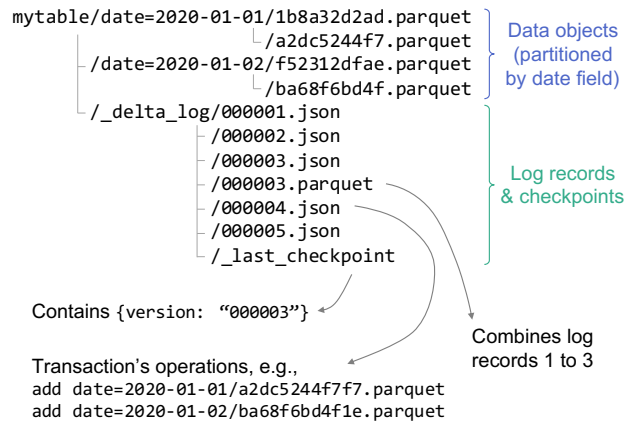 mytable/date=2020-01-01/1b8a32d2ad.parquet
/a2dc5244f7.parquet
/date=2020-01-02/f52312dfae.parquet
/ba68f6bd4f.parquet
/_delta_log/000001.json
/000002.json
/000003.json
/000003.parquet
/000004.json
/000005.json
/_last_checkpoint
Data objects
(partitioned
by date field)
Log records
& checkpoints
Contains {version: “000003”}
Combines log
records 1 to 3
Transaction’s operations, e.g.,
add date=2020-01-01/a2dc5244f7f7.parquet
add date=2020-01-02/ba68f6bd4f1e.parquet